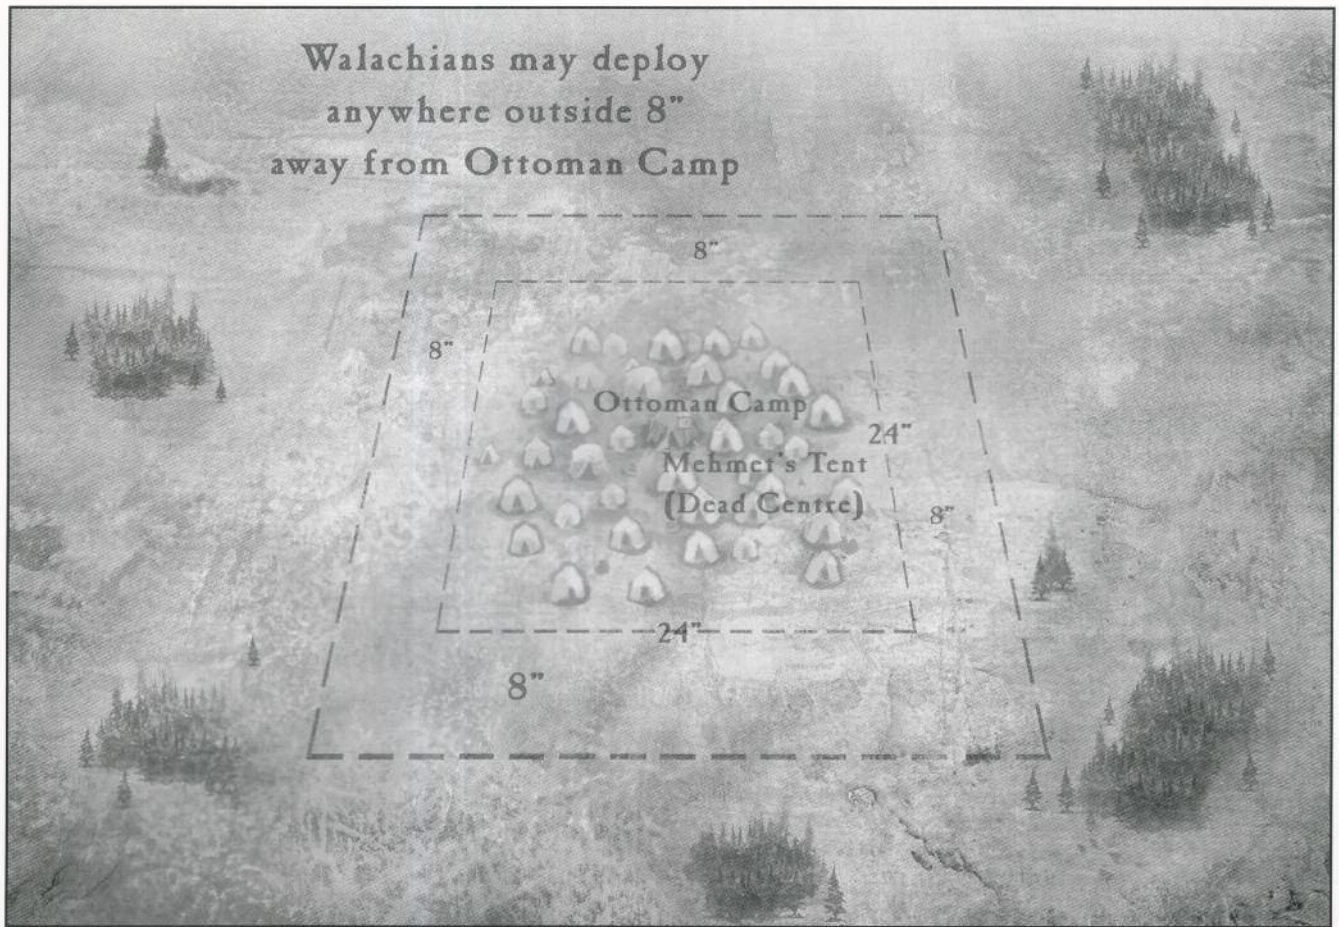 Walachians may deploy
anywhere outside 8"
away from Ottoman Camp
8"
8"
Ottoman Camp
24"
Mehmet's Tent
(Dead Centre)
8"
24"
8"